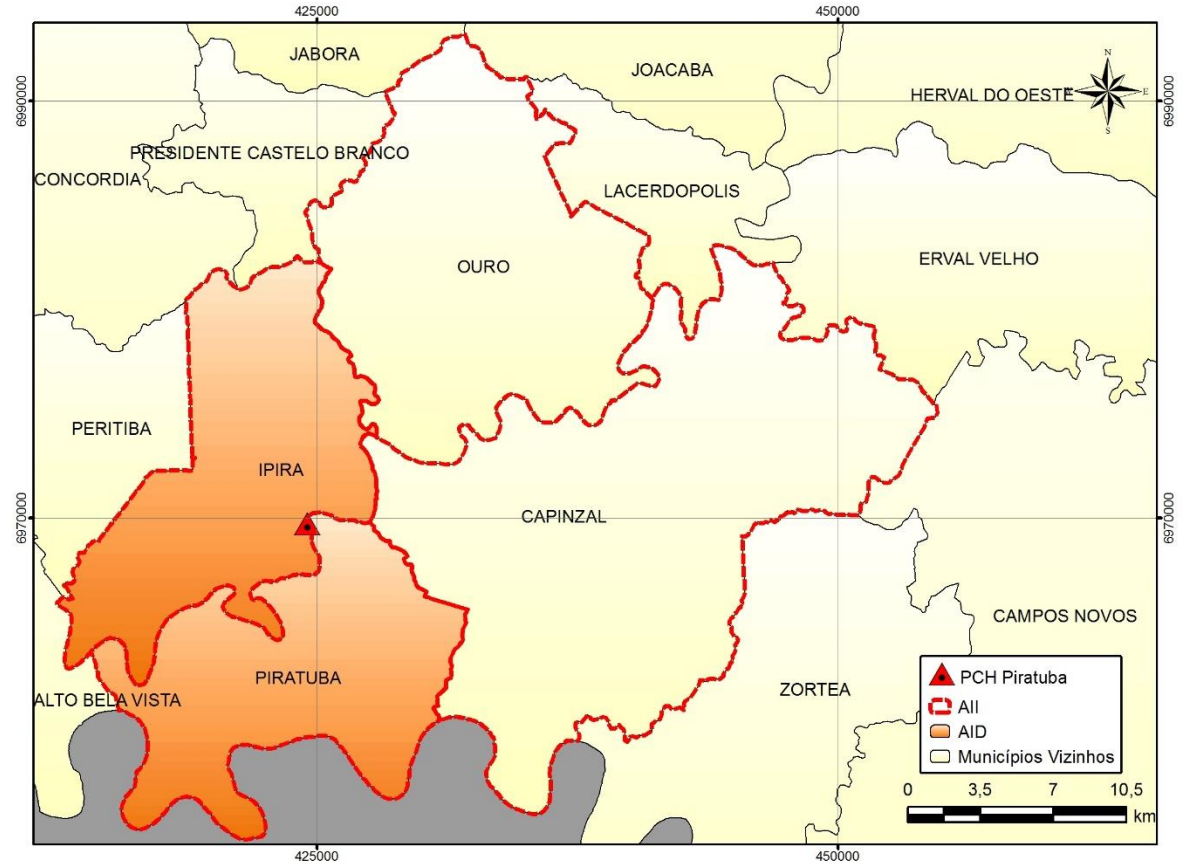 425000
450000
JABORA
JOACABA
N
HERVAL DO OESTE
E
S
6990000
6990000
PRESIDENTE CASTELO BRANCO
CONCORDIA
LACERDOPOLIS
OURO
ERVAL VELHO
PERITIBA
IPIRA
CAPINZAL
6970000
6970000
CAMPOS NOVOS
PIRATUBA
ZORTEA
ALTO BELA VISTA
PCH Piratuba
AII
AID
Municípios Vizinhos
0 3,5 7 10,5
km
425000
450000